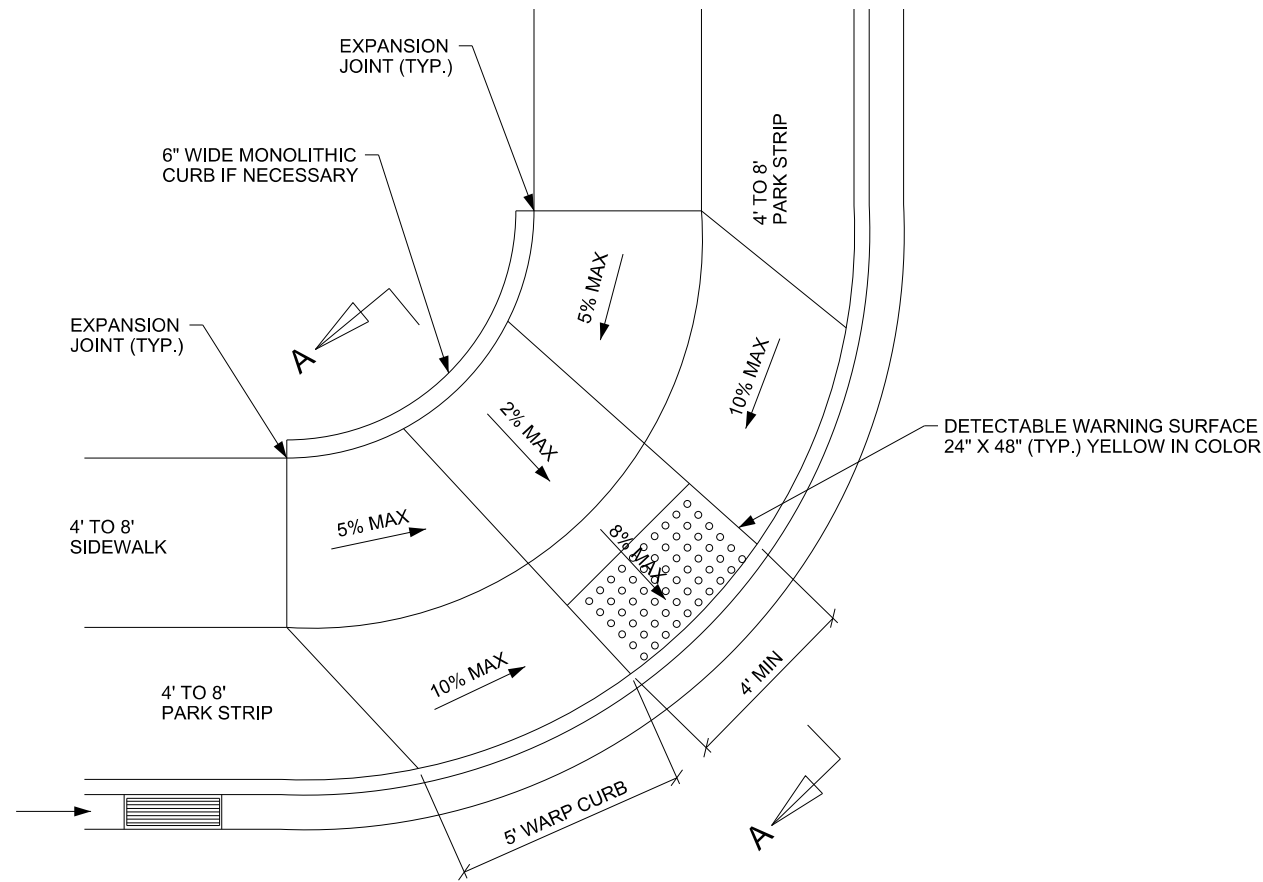 EXPANSION
JOINT (TYP.)
6" WIDE MONOLITHIC
CURB IF NECESSARY
4' TO 8'
PARK STRIP
5% MAX
EXPANSION
JOINT (TYP.)
A
10% MAX
2% MAX
DETECTABLE WARNING SURFACE
24" X 48" (TYP.) YELLOW IN COLOR
4' TO 8'
SIDEWALK
5% MAX
8% MAX
10% MAX
4' MIN
4' TO 8'
PARK STRIP
5' WARP CURB
A